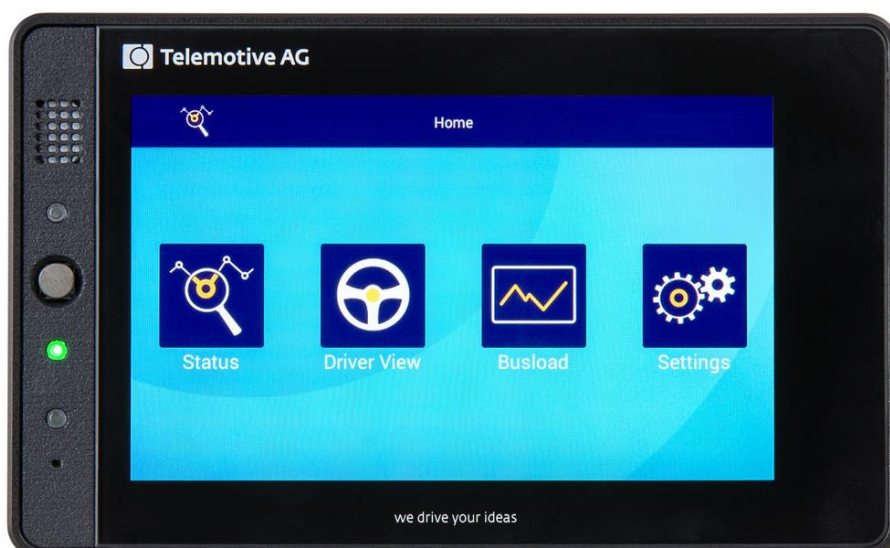 Telemotive AG
Home
Status
Driver View
Busload
Settings
we drive your ideas